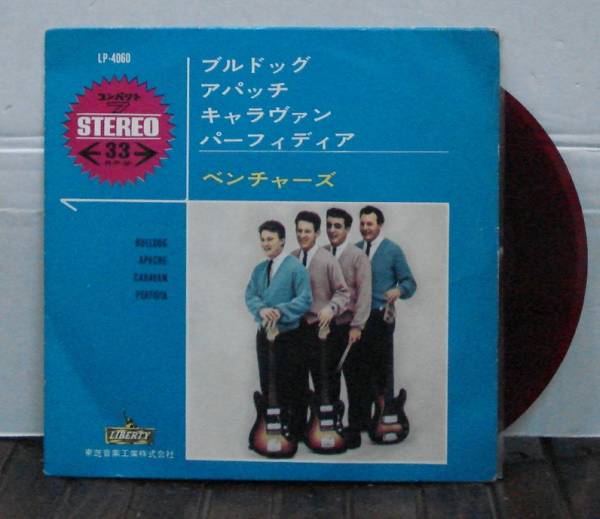 LP-4060
コンパクト
7
STEREO
33
R·P·M
ブルドッグ
アパッチ
キャラヴァン
パーフィディア
ベンチャーズ
BULLDOG
APACHE
CARAVAN
PERFIDIA
LIBERTY
東芝音楽工業株式会社